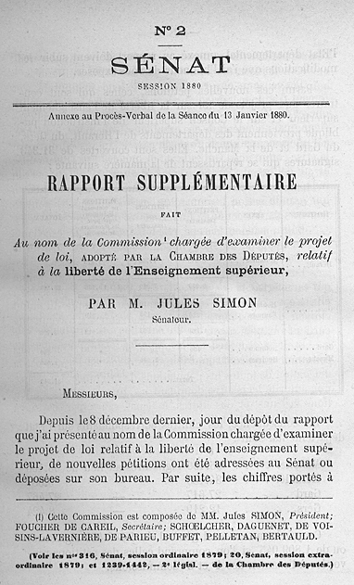 N° 2
SÉNAT
SESSION 1880
Annexe au Procès-Verbal de la Séance du 13 Janvier 1880.
RAPPORT SUPPLÉMENTAIRE
FAIT
Au nom de la Commission¹ chargée d'examiner le projet
de loi, ADOPTÉ PAR LA CHAMBRE DES DÉPUTÉS, relatif
à la liberté de l'Enseignement supérieur,
PAR M. JULES SIMON
Sénateur.
MESSIEURS,
Depuis le 8 décembre dernier, jour du dépôt du rapport
que j'ai présenté au nom de la Commission chargée d'examiner
le projet de loi relatif à la liberté de l'enseignement supé-
rieur, de nouvelles pétitions ont été adressées au Sénat ou
déposées sur son bureau. Par suite, les chiffres portés à
(1) Cette Commission est composée de MM. Jules SIMON, Président;
FOUCHER DE CAREIL, Secrétaire; SCHŒLCHER, DAGUENET, DE VOI-
SINS-LAVERNIÈRE, DE PARIEU, BUFFET, PELLETAN, BERTAULD.
(Voir les nos 316, Sénat, session ordinaire 1879; 20, Sénat, session extra-
ordinaire 1879; et 1239-1442, — 2e législ. — de la Chambre des Députés.)